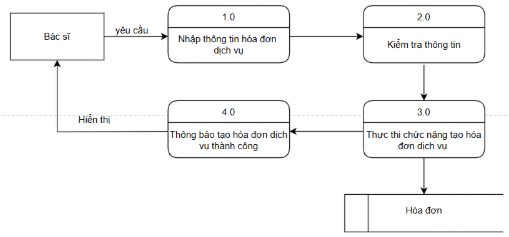 Bác sĩ
yêu cầu
1.0
Nhập thông tin hóa đơn
dịch vụ
2.0
Kiểm tra thông tin
Hiển thị
4.0
Thông báo tạo hóa đơn dịch
vu thành công
3.0
Thực thi chức năng tạo hóa
đơn dịch vu
Hóa đơn